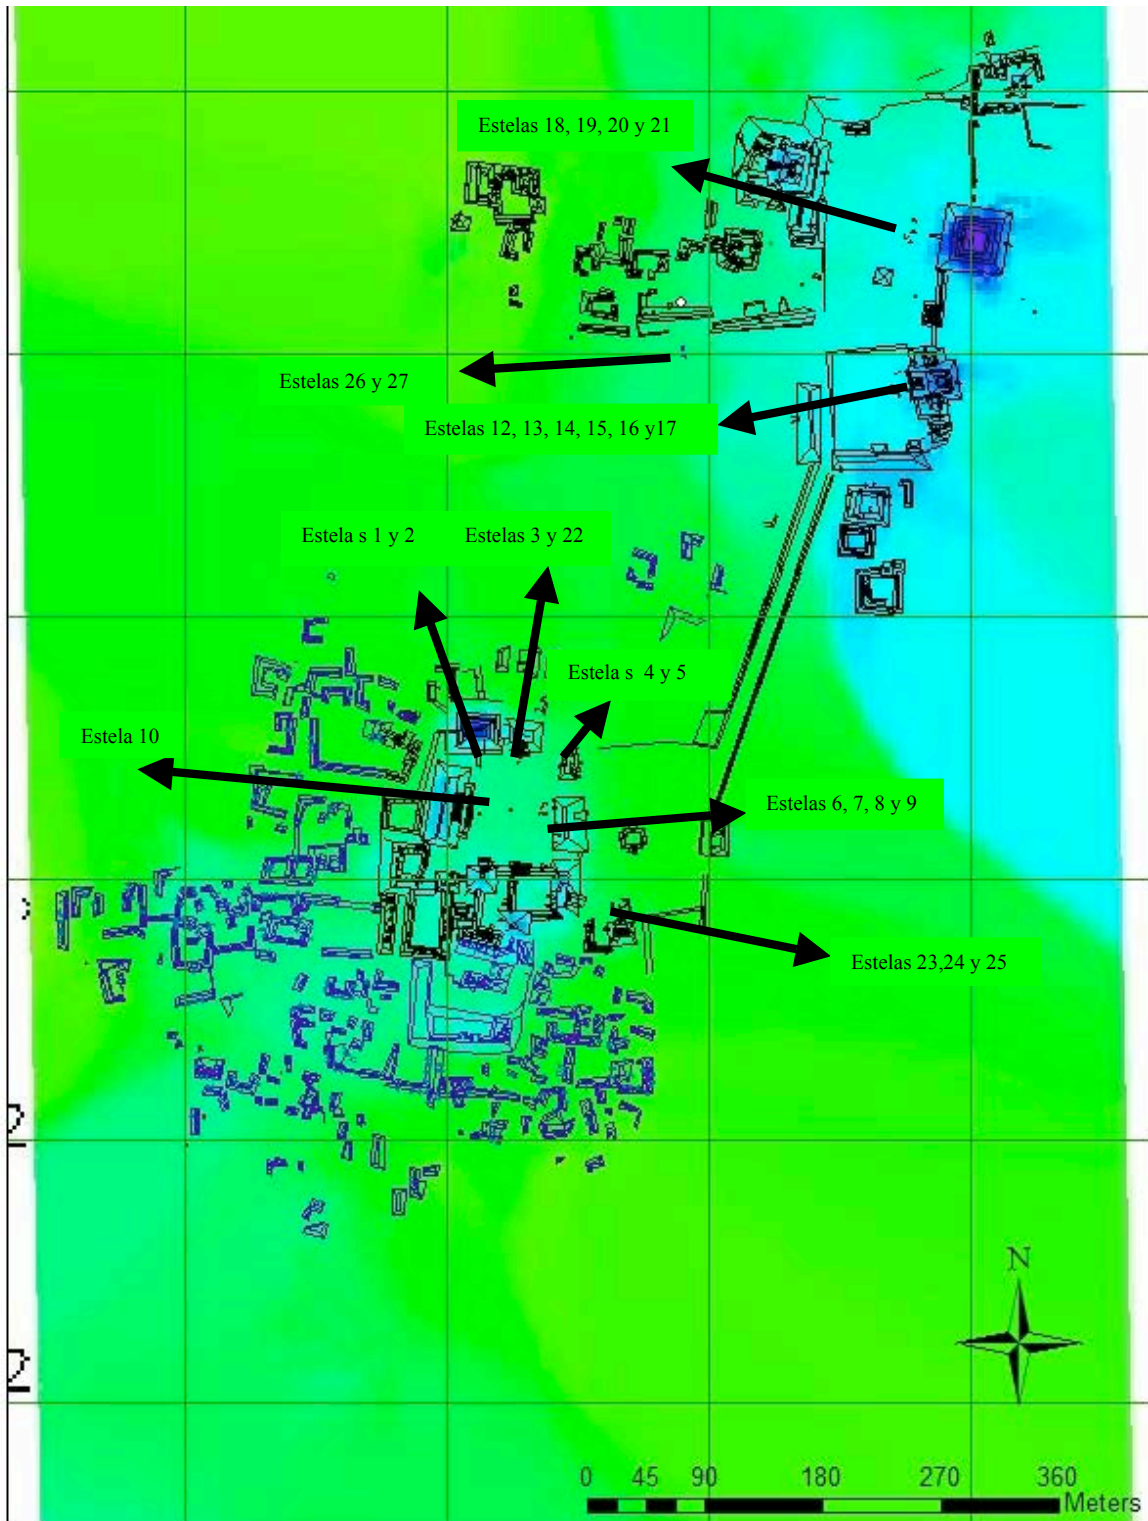 Estelas 18, 19, 20 y 21
Estelas 26 y 27
Estelas 12, 13, 14, 15, 16 y17
Estela s 1 y 2
Estelas 3 y 22
Estela s  4 y 5
Estela 10
Estelas 6, 7, 8 y 9
Estelas 23,24 y 25
N
0 45 90 180 270 360
Meters